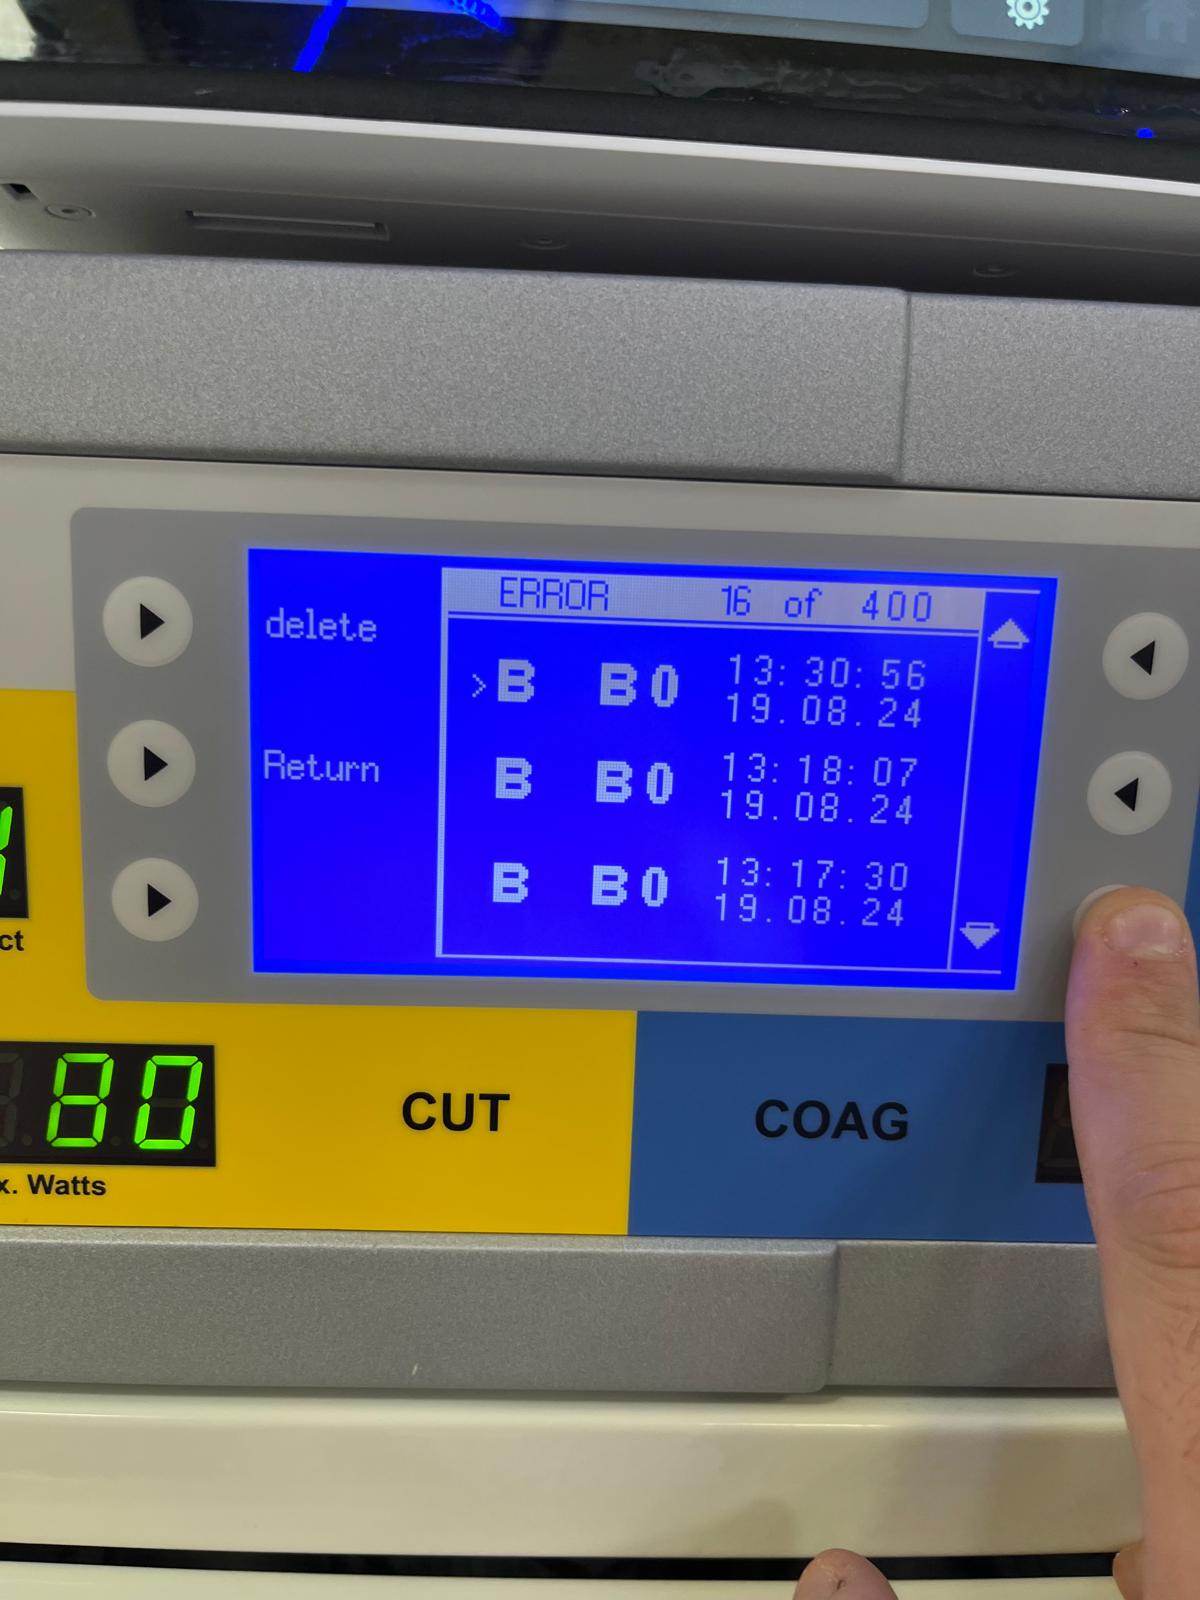 ERROR 16 of 400
delete
>B B0 13:30:56
19.08.24
Return
B B0 13:18:07
19.08.24
B B0 13:17:30
19.08.24
ct
80
CUT
COAG
x. Watts